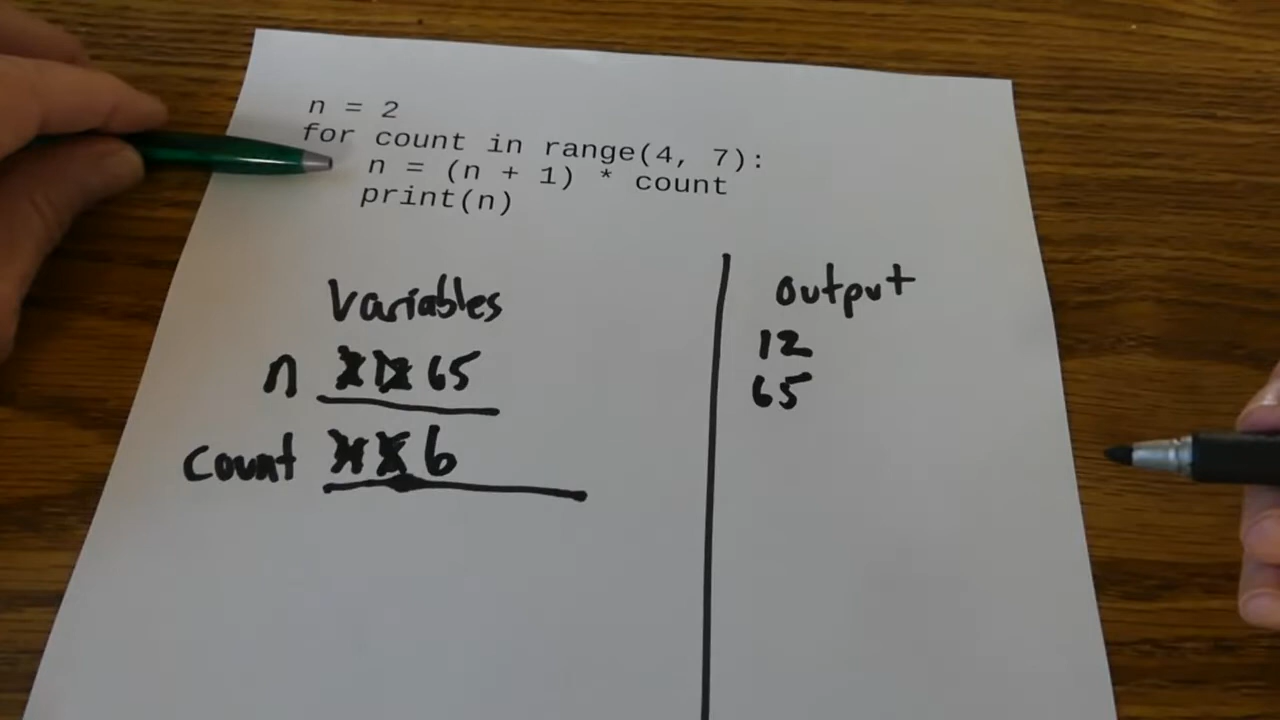 n = 2
for count in range(4, 7):
n = (n + 1) * count
print(n)
Variables
n 65
count 6
output
12
65